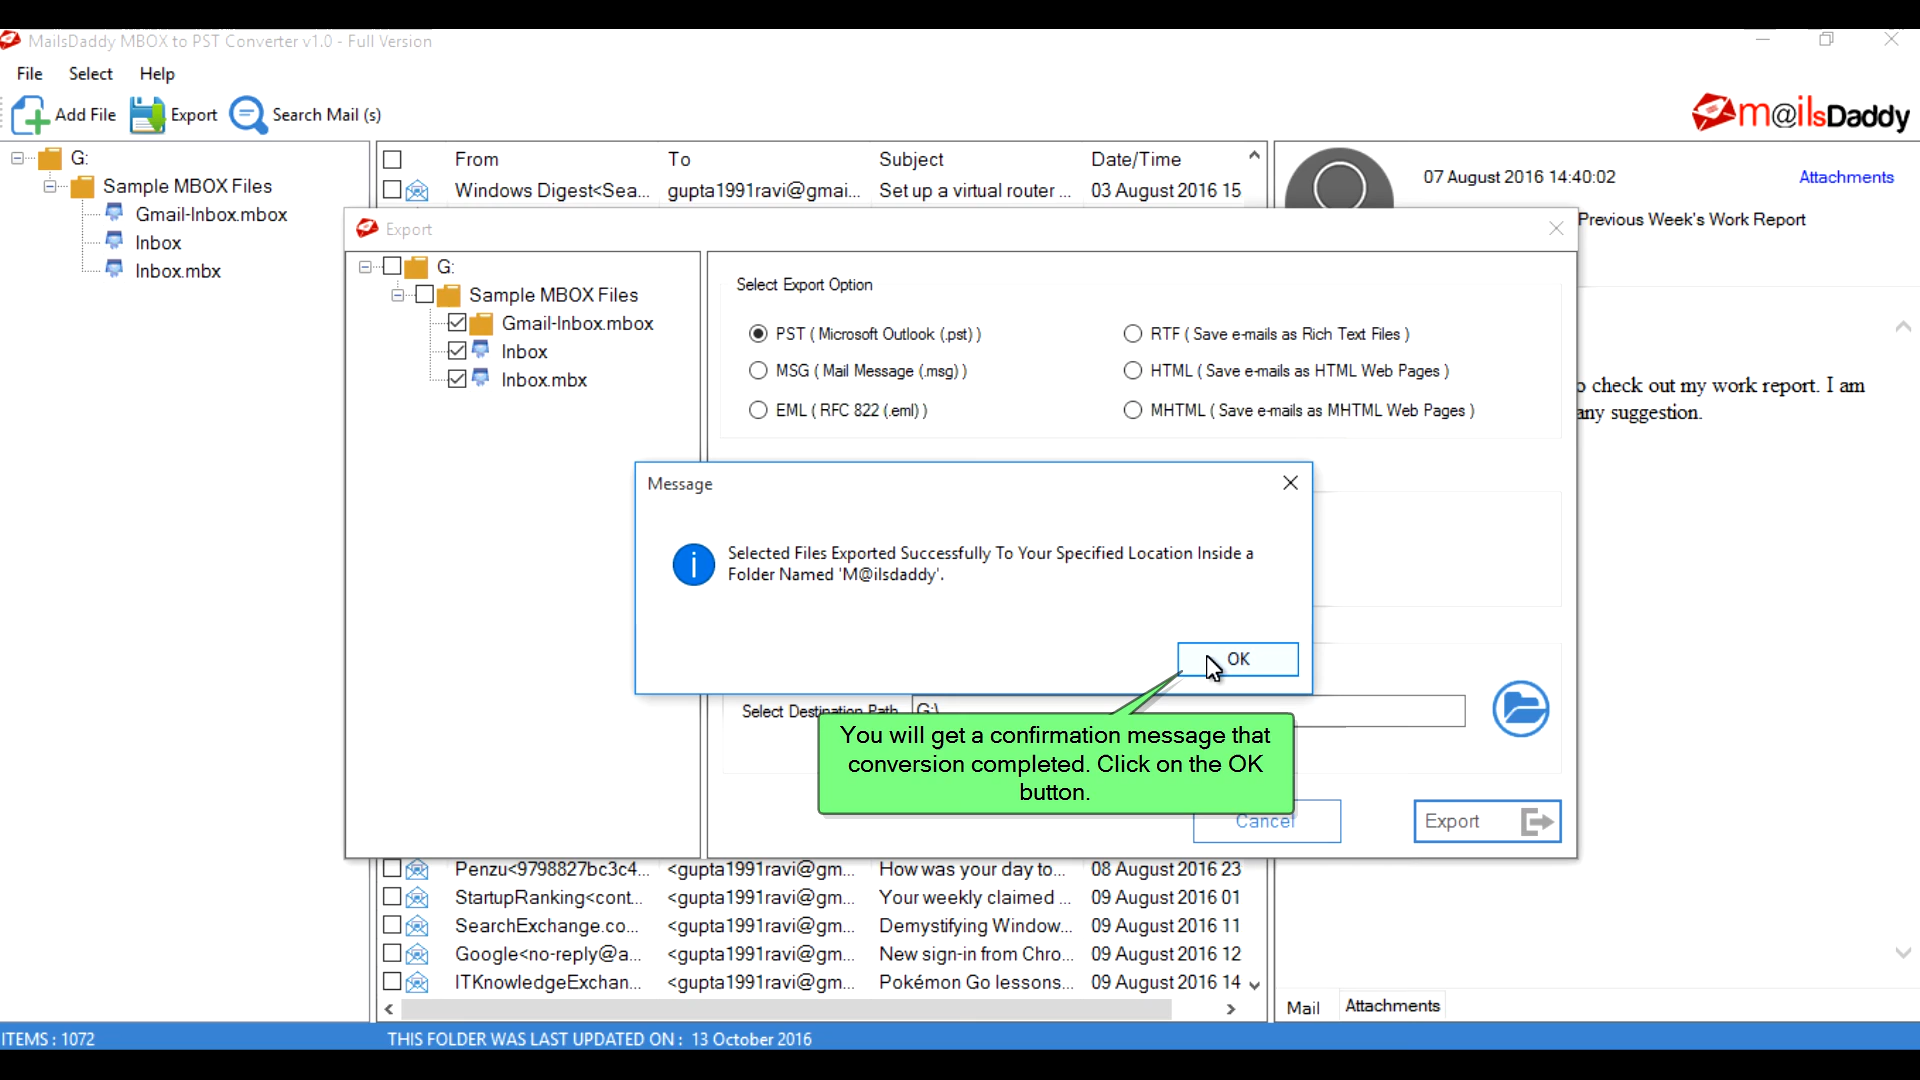 MailsDaddy MBOX to PST Converter v1.0 - Full Version
File Select Help
Add File Export Search Mail (s)
m@ilsDaddy
G:
Sample MBOX Files
Gmail-Inbox.mbox
Inbox
Inbox.mbx
From To Subject Date/Time
Windows Digest<Sea... gupta1991ravi@gmai... Set up a virtual router ... 03 August 2016 15
07 August 2016 14:40:02 Attachments
Previous Week's Work Report
check out my work report. I am
any suggestion.
Export
G:
Sample MBOX Files
Gmail-Inbox.mbox
Inbox
Inbox.mbx
Select Export Option
PST ( Microsoft Outlook (.pst) ) RTF ( Save e-mails as Rich Text Files )
MSG ( Mail Message (.msg) ) HTML ( Save e-mails as HTML Web Pages )
EML ( RFC 822 (.eml) ) MHTML ( Save e-mails as MHTML Web Pages )
Message
Selected Files Exported Successfully To Your Specified Location Inside a
Folder Named 'M@ilsdaddy'.
OK
Select Destination Path G:\
You will get a confirmation message that
conversion completed. Click on the OK
button.
Cancel Export
Penzu<9798827bc3c4... <gupta1991ravi@gm... How was your day to... 08 August 2016 23
StartupRanking<cont... <gupta1991ravi@gm... Your weekly claimed ... 09 August 2016 01
SearchExchange.co... <gupta1991ravi@gm... Demystifying Window... 09 August 2016 11
Google<no-reply@a... <gupta1991ravi@gm... New sign-in from Chro... 09 August 2016 12
ITKnowledgeExchan... <gupta1991ravi@gm... Pokémon Go lessons... 09 August 2016 14
Mail Attachments
ITEMS : 1072 THIS FOLDER WAS LAST UPDATED ON : 13 October 2016